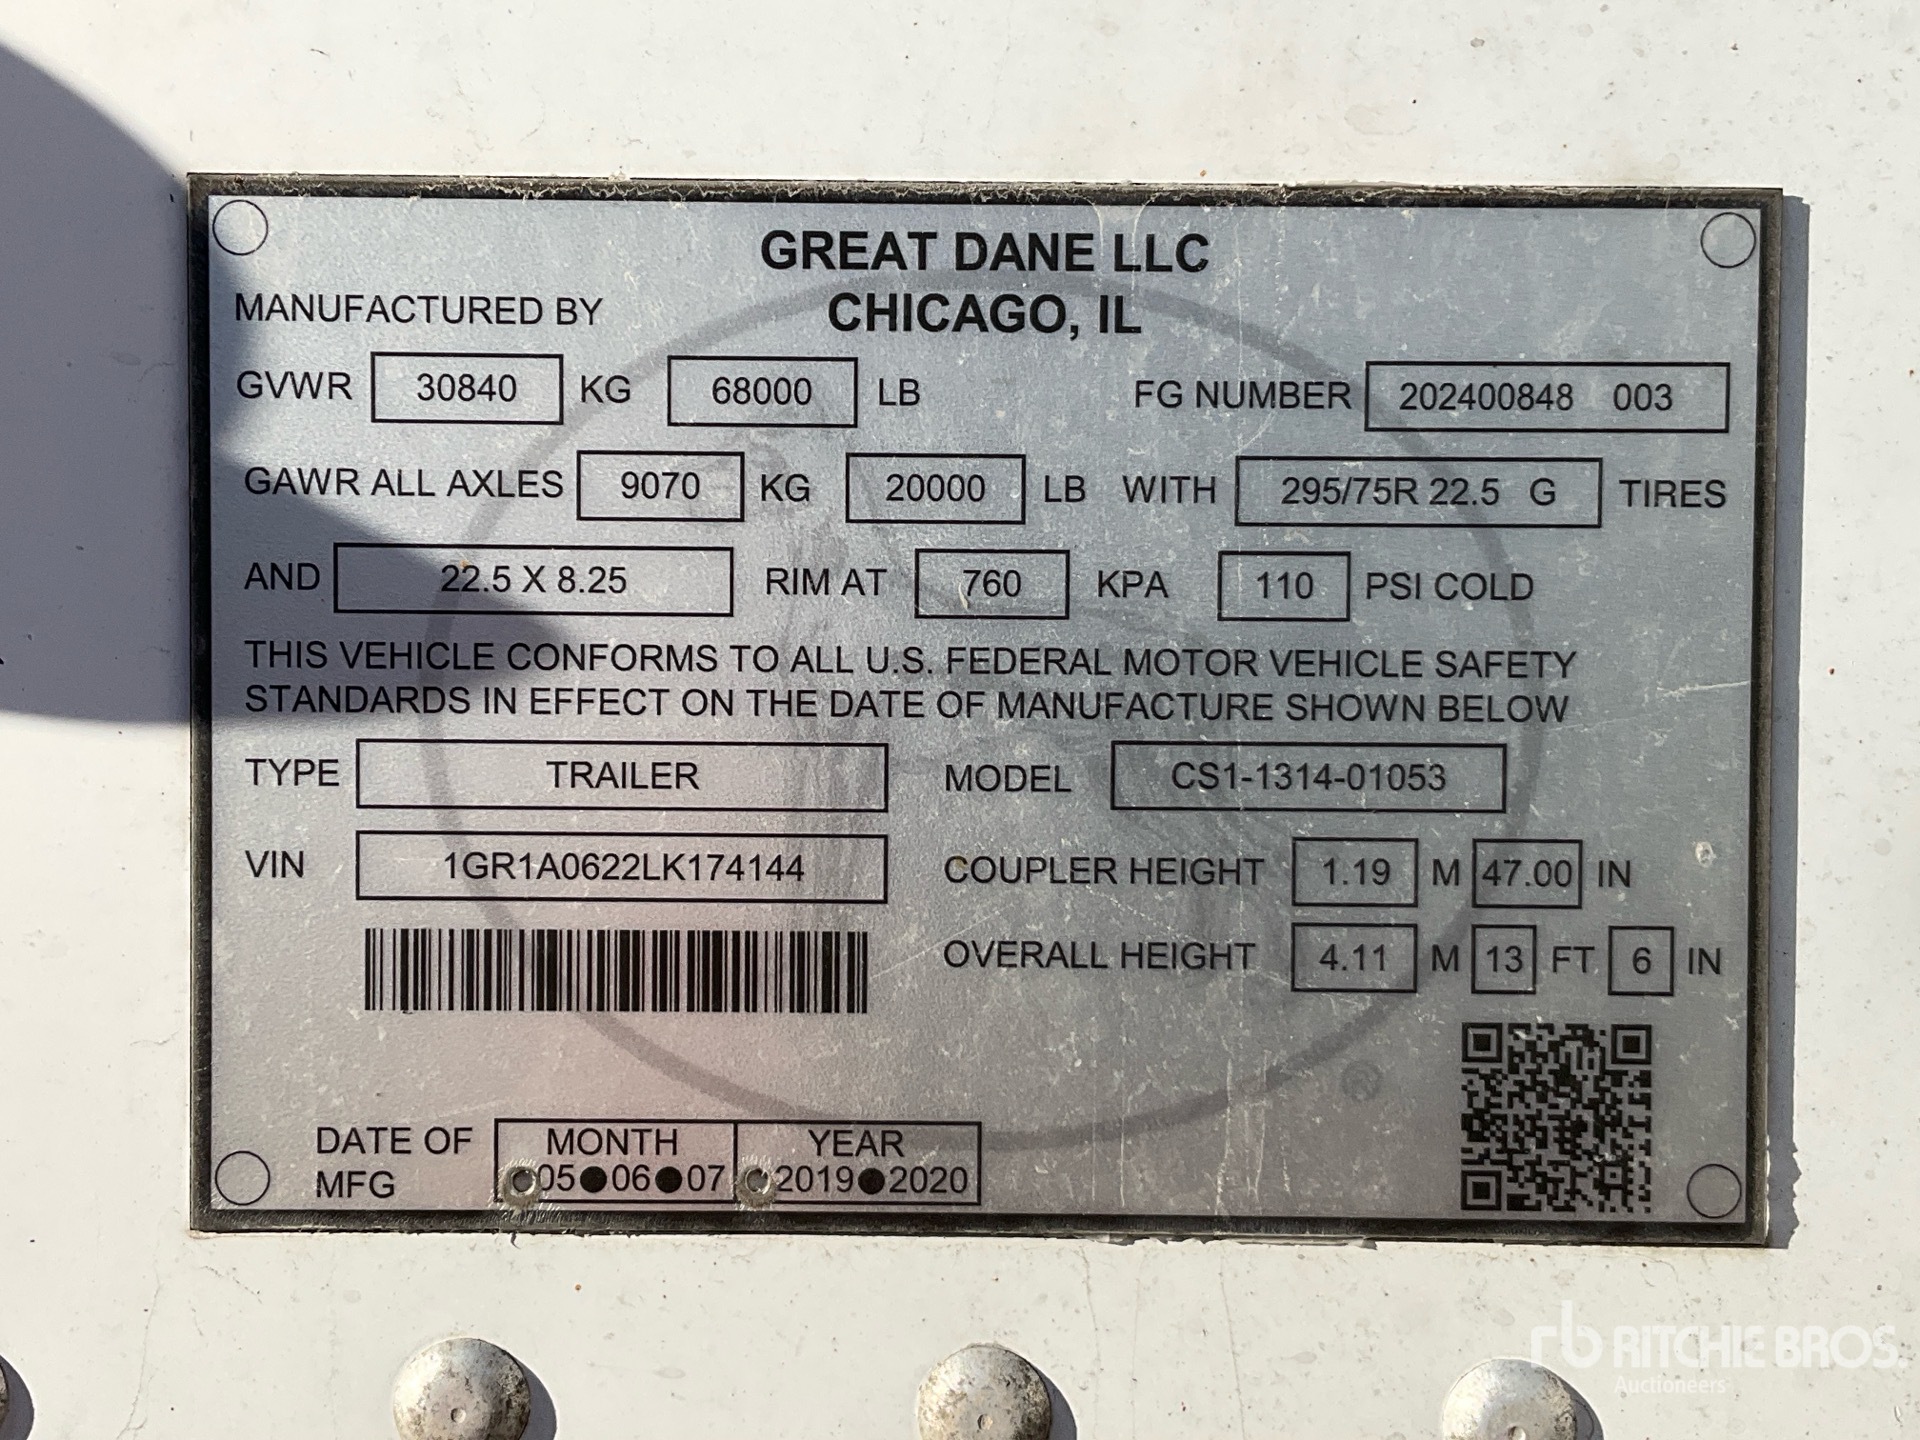 GREAT DANE LLC
MANUFACTURED BY CHICAGO, IL
GVWR 30840 KG 68000 LB FG NUMBER 202400848 003
GAWR ALL AXLES 9070 KG 20000 LB WITH 295/75R 22.5 G TIRES
AND 22.5 X 8.25 RIM AT 760 KPA 110 PSI COLD
THIS VEHICLE CONFORMS TO ALL U.S. FEDERAL MOTOR VEHICLE SAFETY
STANDARDS IN EFFECT ON THE DATE OF MANUFACTURE SHOWN BELOW
TYPE TRAILER MODEL CS1-1314-01053
VIN 1GR1A0622LK174144 COUPLER HEIGHT 1.19 M 47.00 IN
OVERALL HEIGHT 4.11 M 13 FT 6 IN
®
DATE OF MONTH YEAR
MFG ●05●06●07 ●2019●2020
rb RITCHIE BROS.
Auctioneers